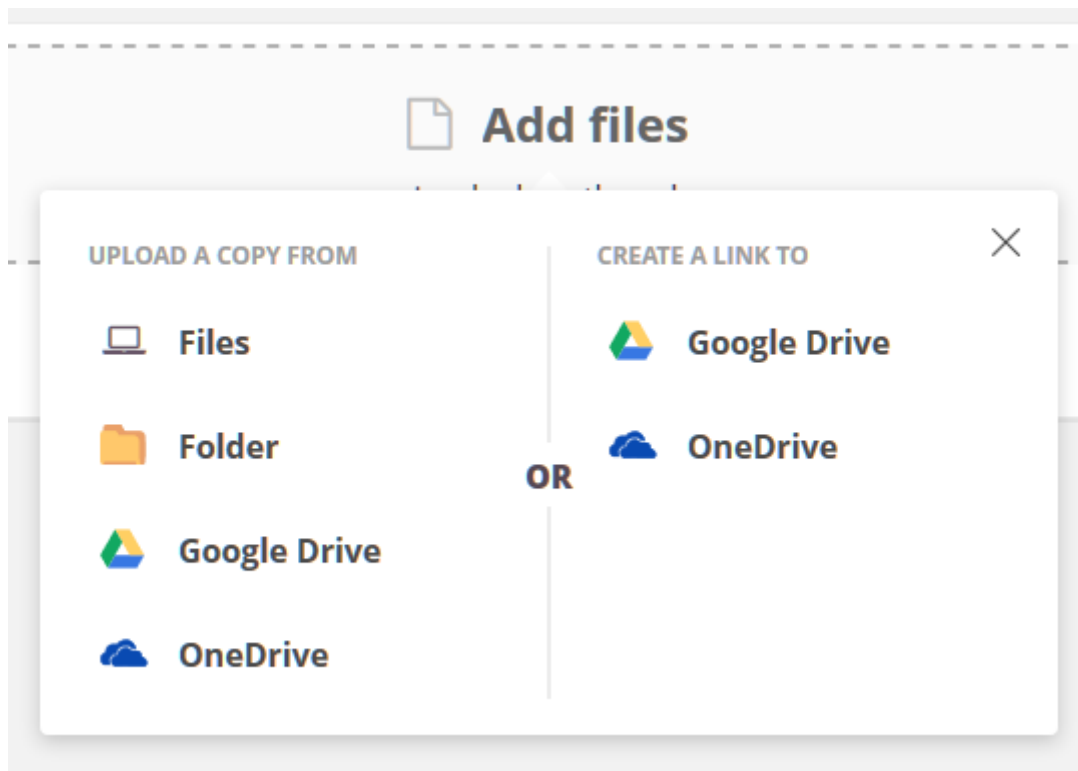 Add files
UPLOAD A COPY FROM
Files
Folder
Google Drive
OneDrive
OR
CREATE A LINK TO
Google Drive
OneDrive